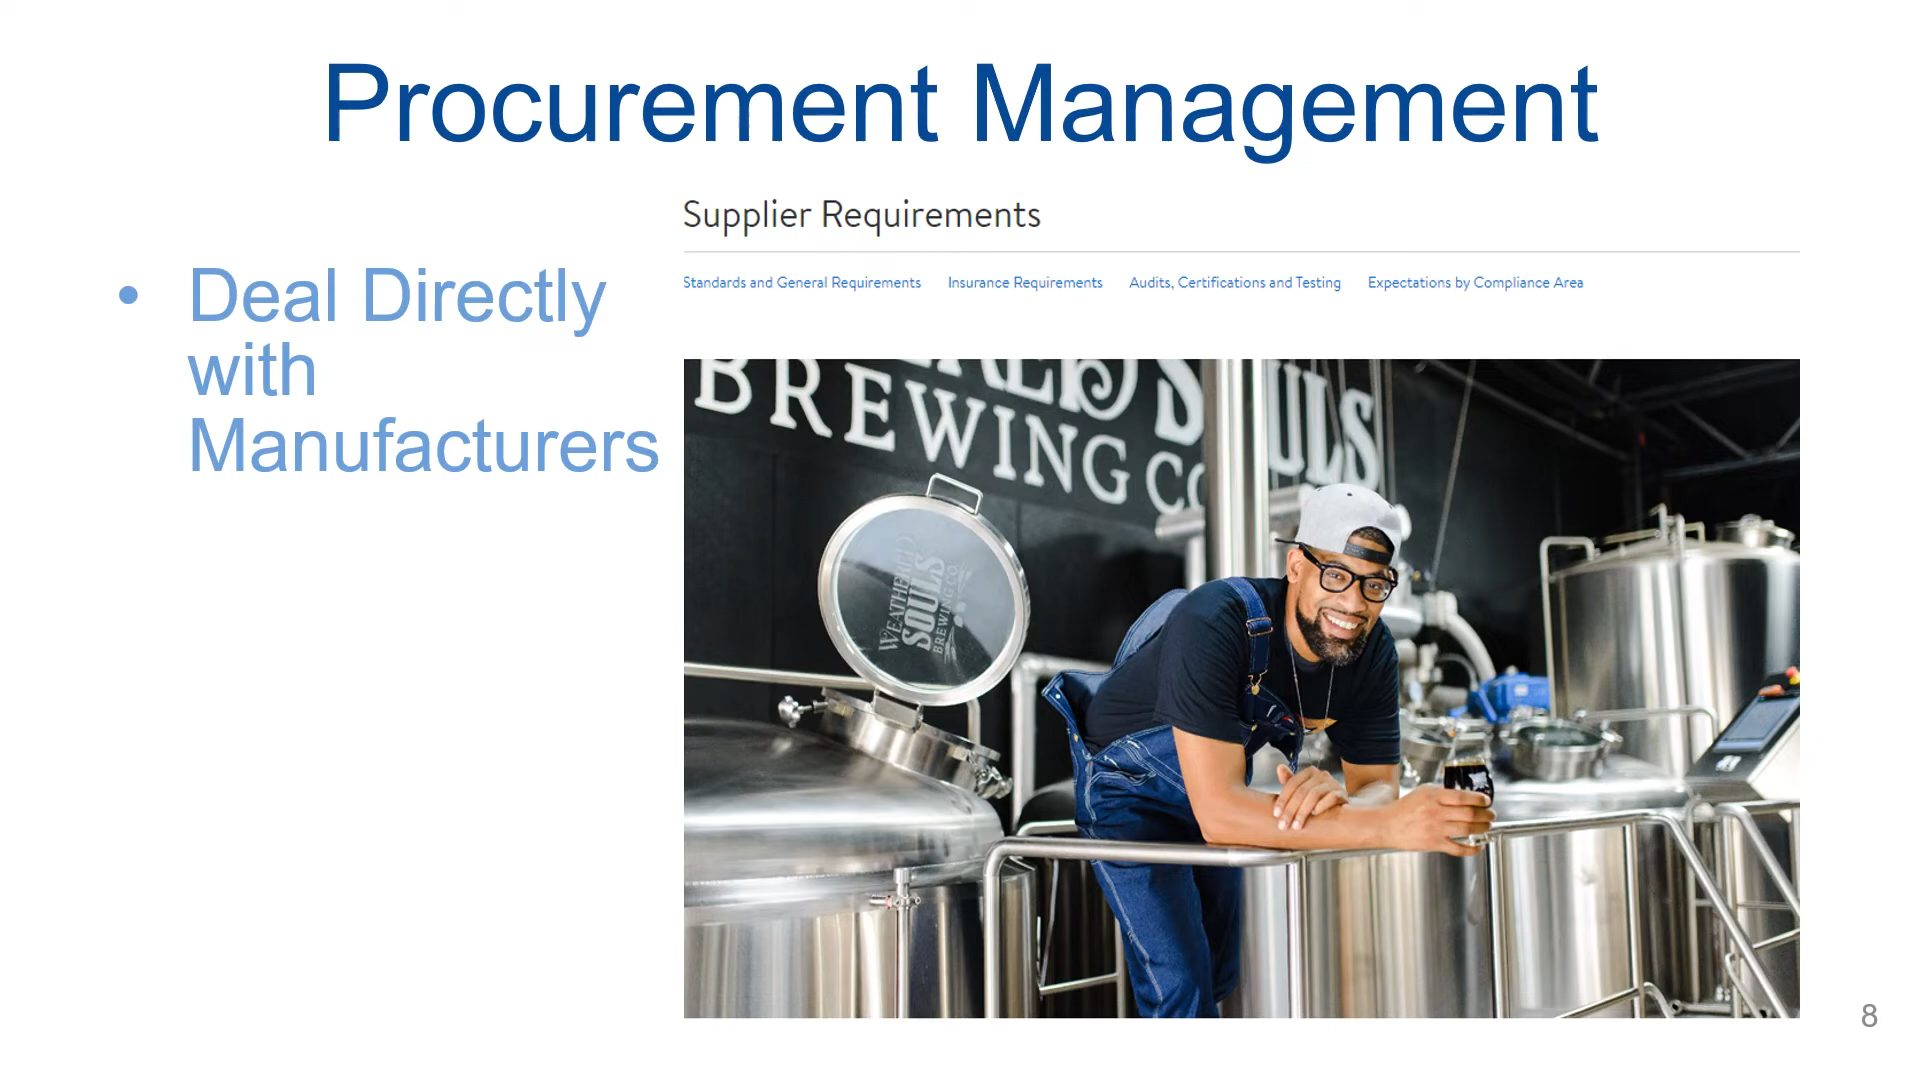 Procurement Management
Supplier Requirements
Standards and General Requirements Insurance Requirements Audits, Certifications and Testing Expectations by Compliance Area
• Deal Directly
with
Manufacturers
SOULS
BREWING CO
WEATHERED
SOULS
BREWING CO.
8